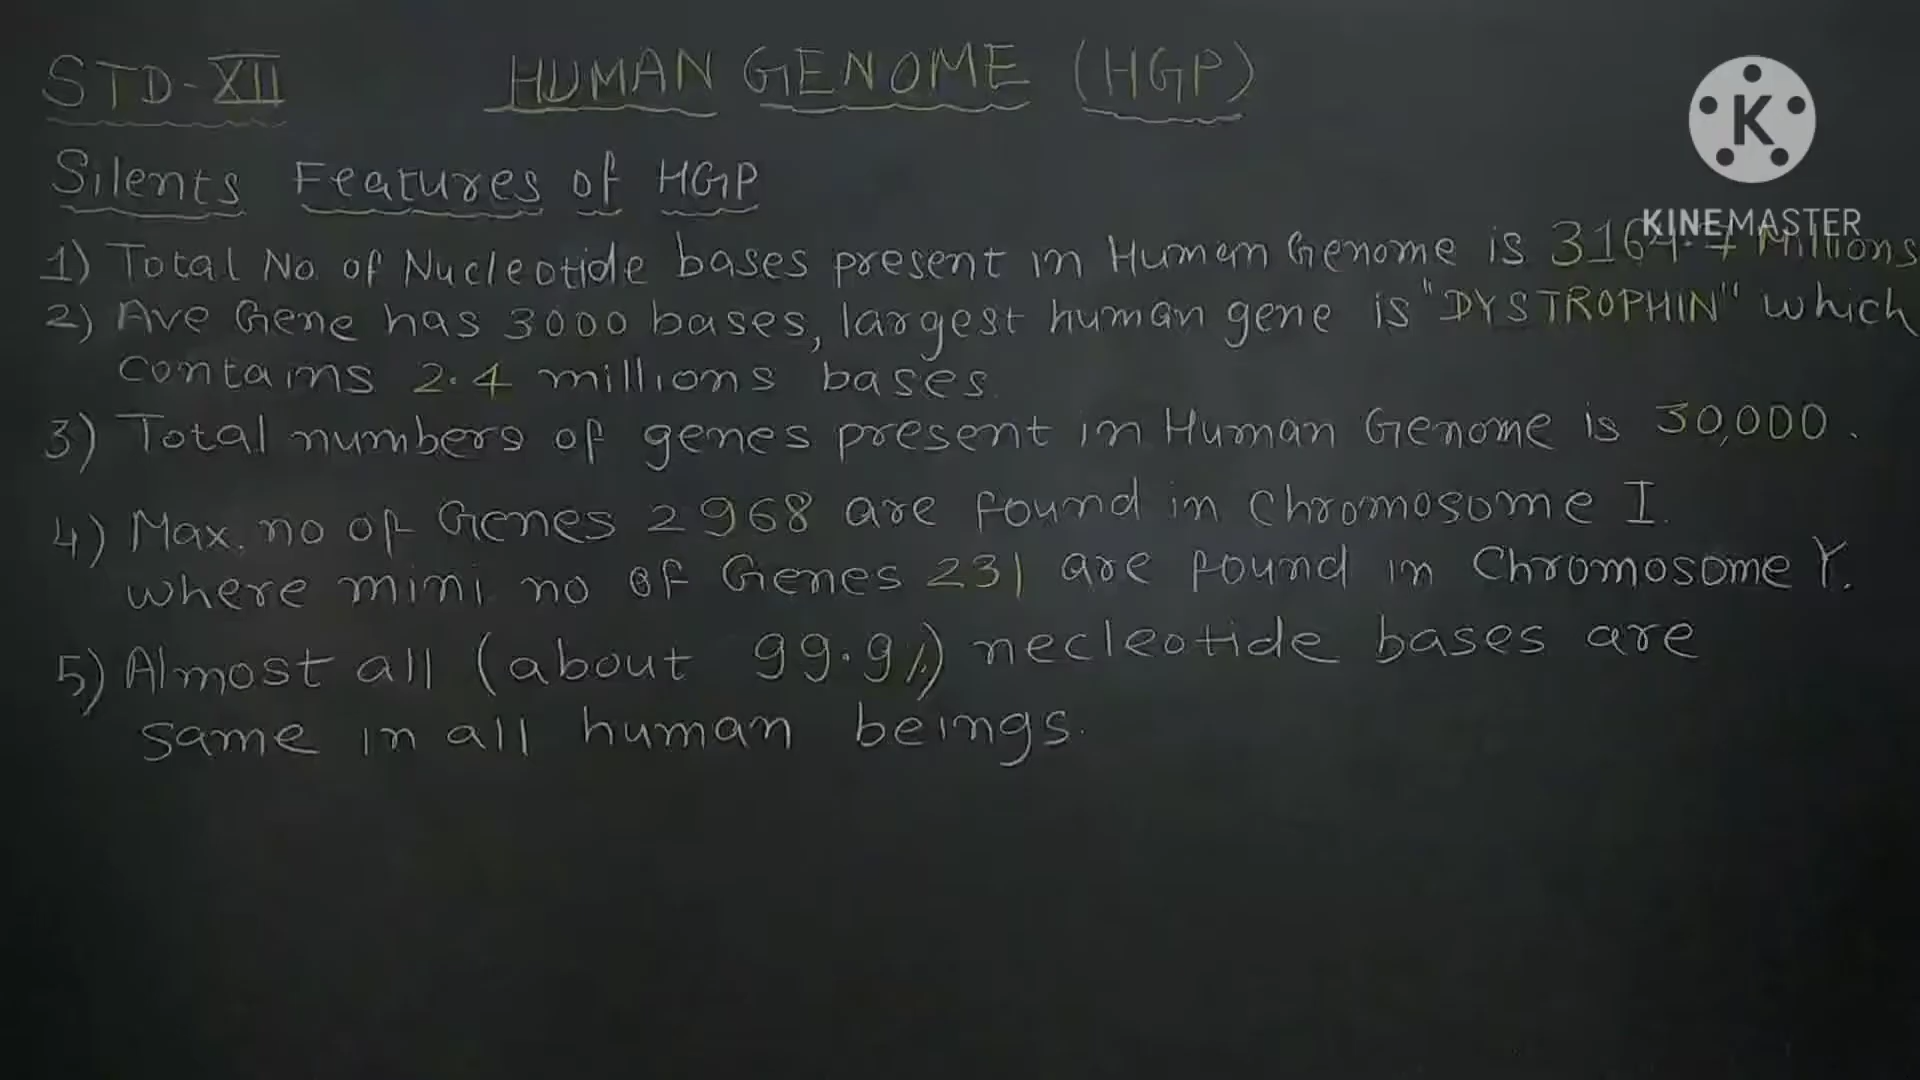 STD-XII HUMAN GENOME (HGP)
K
KINEMASTER
Silents Features of HGP
1) Total No. of Nucleotide bases present in Human Genome is 3164.7 Millions
2) Ave Gene has 3000 bases, largest human gene is "DYSTROPHIN" which
contains 2.4 millions bases.
3) Total numbers of genes present in Human Genome is 30,000.
4) Max. no of Genes 2968 are found in Chromosome I.
where mini no of Genes 231 are found in Chromosome Y.
5) Almost all (about 99.9%) necleotide bases are
same in all human beings.